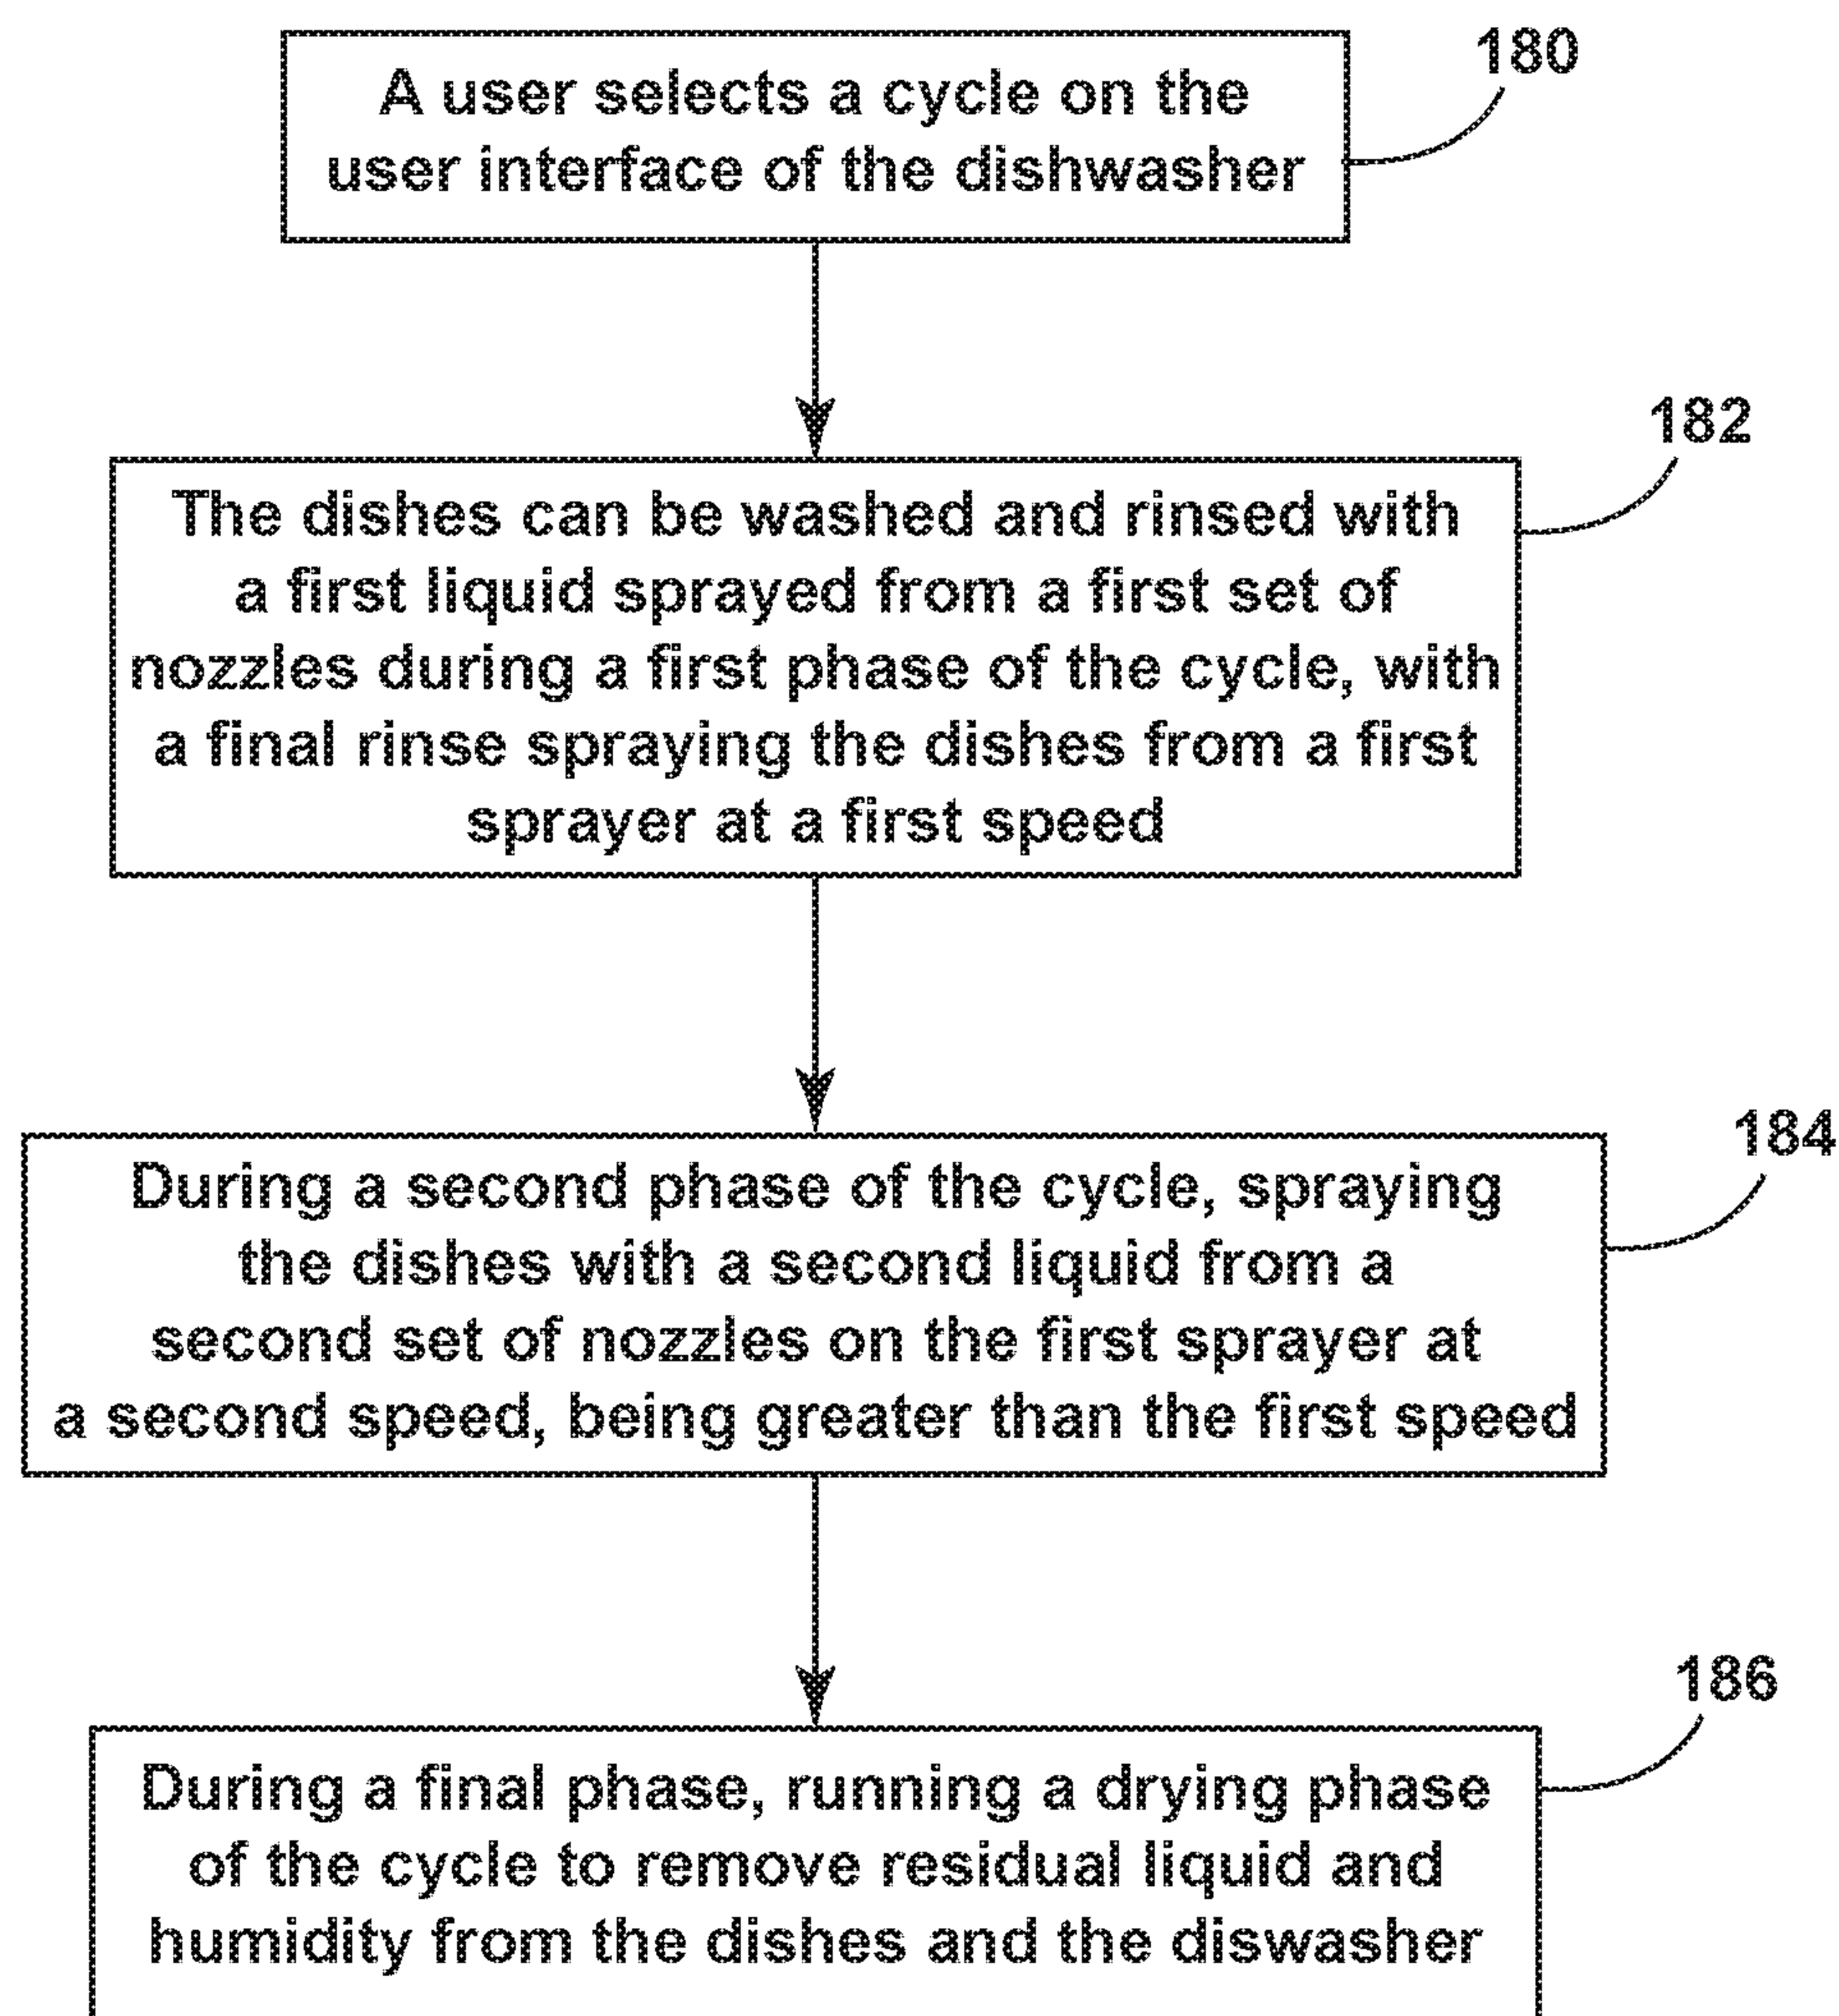 180
A user selects a cycle on the
user interface of the dishwasher
182
The dishes can be washed and rinsed with
a first liquid sprayed from a first set of
nozzles during a first phase of the cycle, with
a final rinse spraying the dishes from a first
sprayer at a first speed
184
During a second phase of the cycle, spraying
the dishes with a second liquid from a
second set of nozzles on the first sprayer at
a second speed, being greater than the first speed
186
During a final phase, running a drying phase
of the cycle to remove residual liquid and
humidity from the dishes and the diswasher